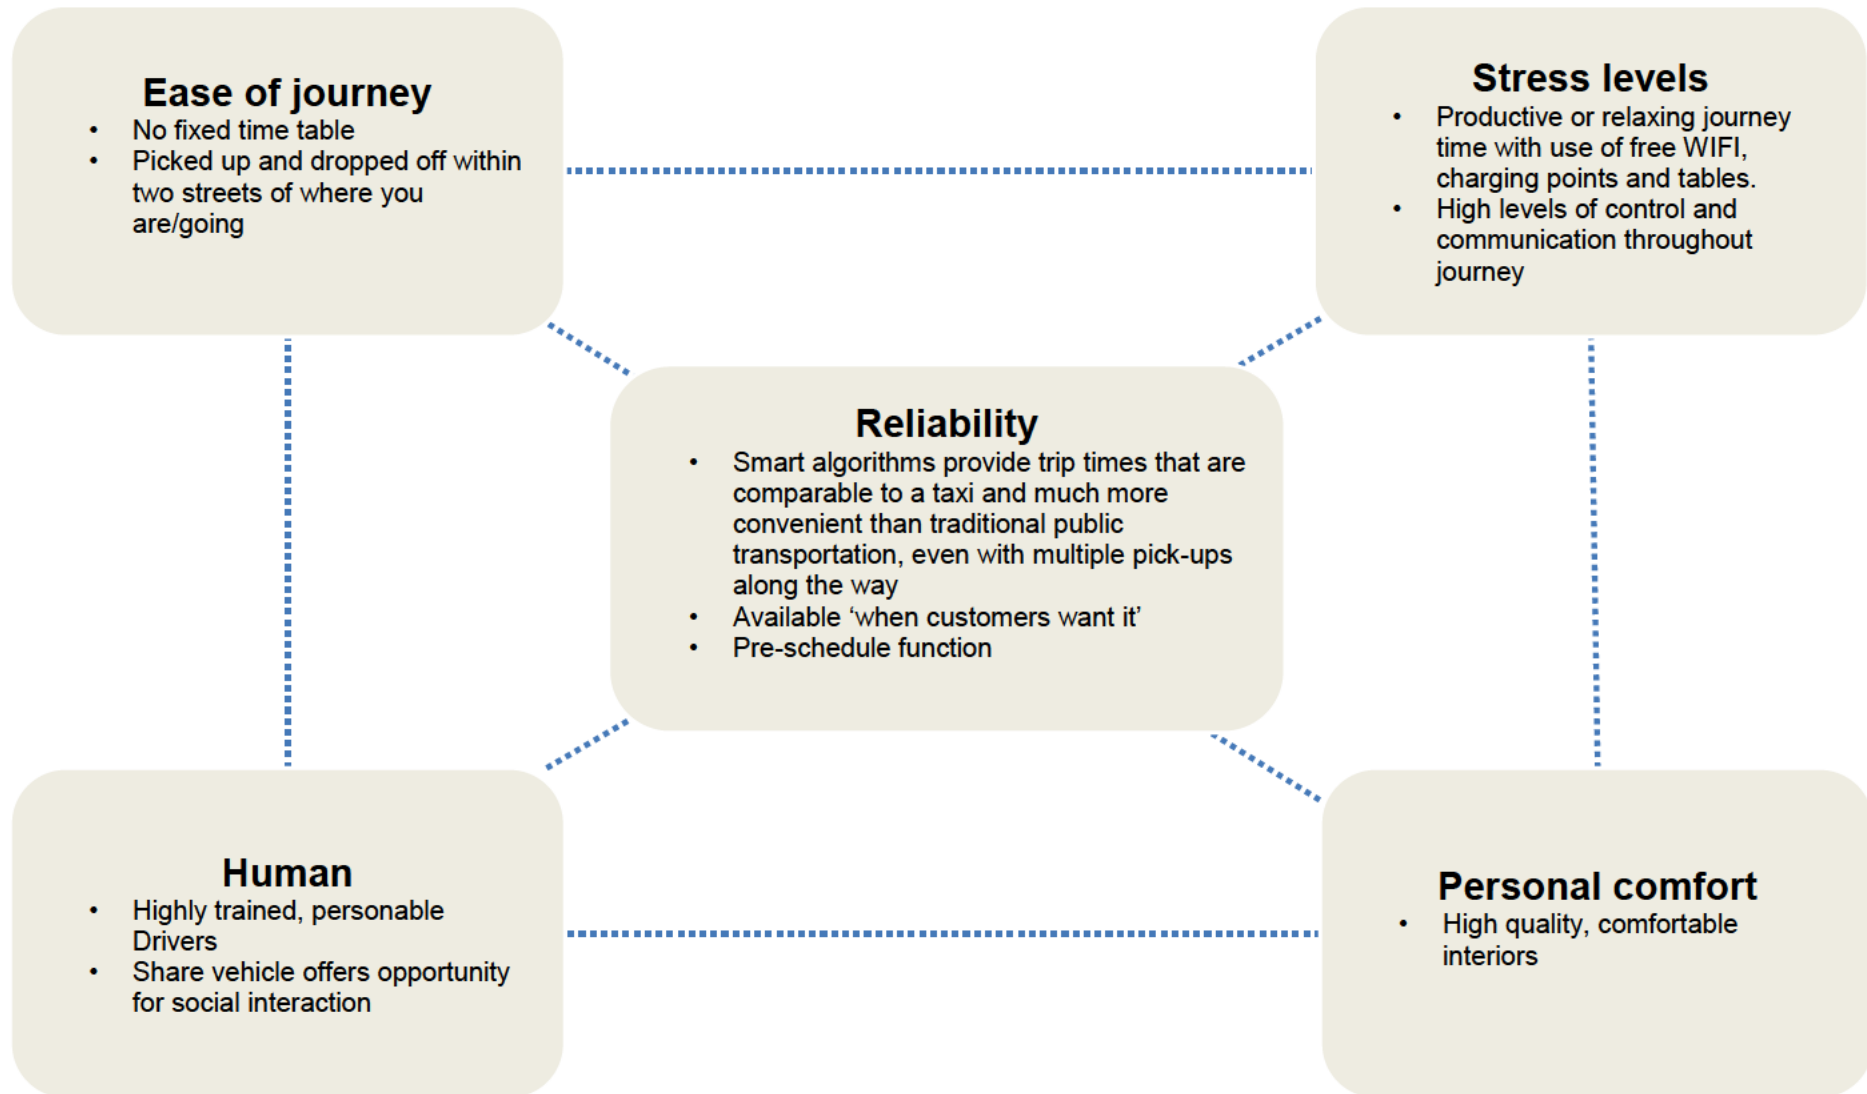 Ease of journey
• No fixed time table
• Picked up and dropped off within
two streets of where you
are/going
Stress levels
• Productive or relaxing journey
time with use of free WIFI,
charging points and tables.
• High levels of control and
communication throughout
journey
Reliability
• Smart algorithms provide trip times that are
comparable to a taxi and much more
convenient than traditional public
transportation, even with multiple pick-ups
along the way
• Available ‘when customers want it’
• Pre-schedule function
Human
• Highly trained, personable
Drivers
• Share vehicle offers opportunity
for social interaction
Personal comfort
• High quality, comfortable
interiors